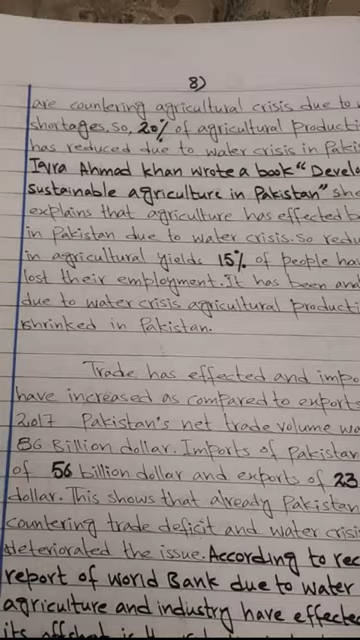 8)
are countering agricultural crisis due to
shortages. So, 20% of agricultural producti
has reduced due to water crisis in Paki
Iqra Ahmad Khan wrote a book "Develo
sustainable agriculture in Pakistan" she
explains that agriculture has effected b
in Pakistan due to water crisis. So redu
in agricultural yields 15% of people ha
lost their employment. It has been an
due to water crisis agricultural producti
shrinked in Pakistan.
Trade has effected and impo
have increased as compared to exports
2017 Pakistan's net trade volume wa
86 Billion dollar. Imports of Pakistan
of 56 billion dollar and exports of 23
dollar. This shows that already Pakistan
countering trade deficit and water crisi
deteriorated the issue. According to rec
report of World Bank due to water
agriculture and industry have effecte
its